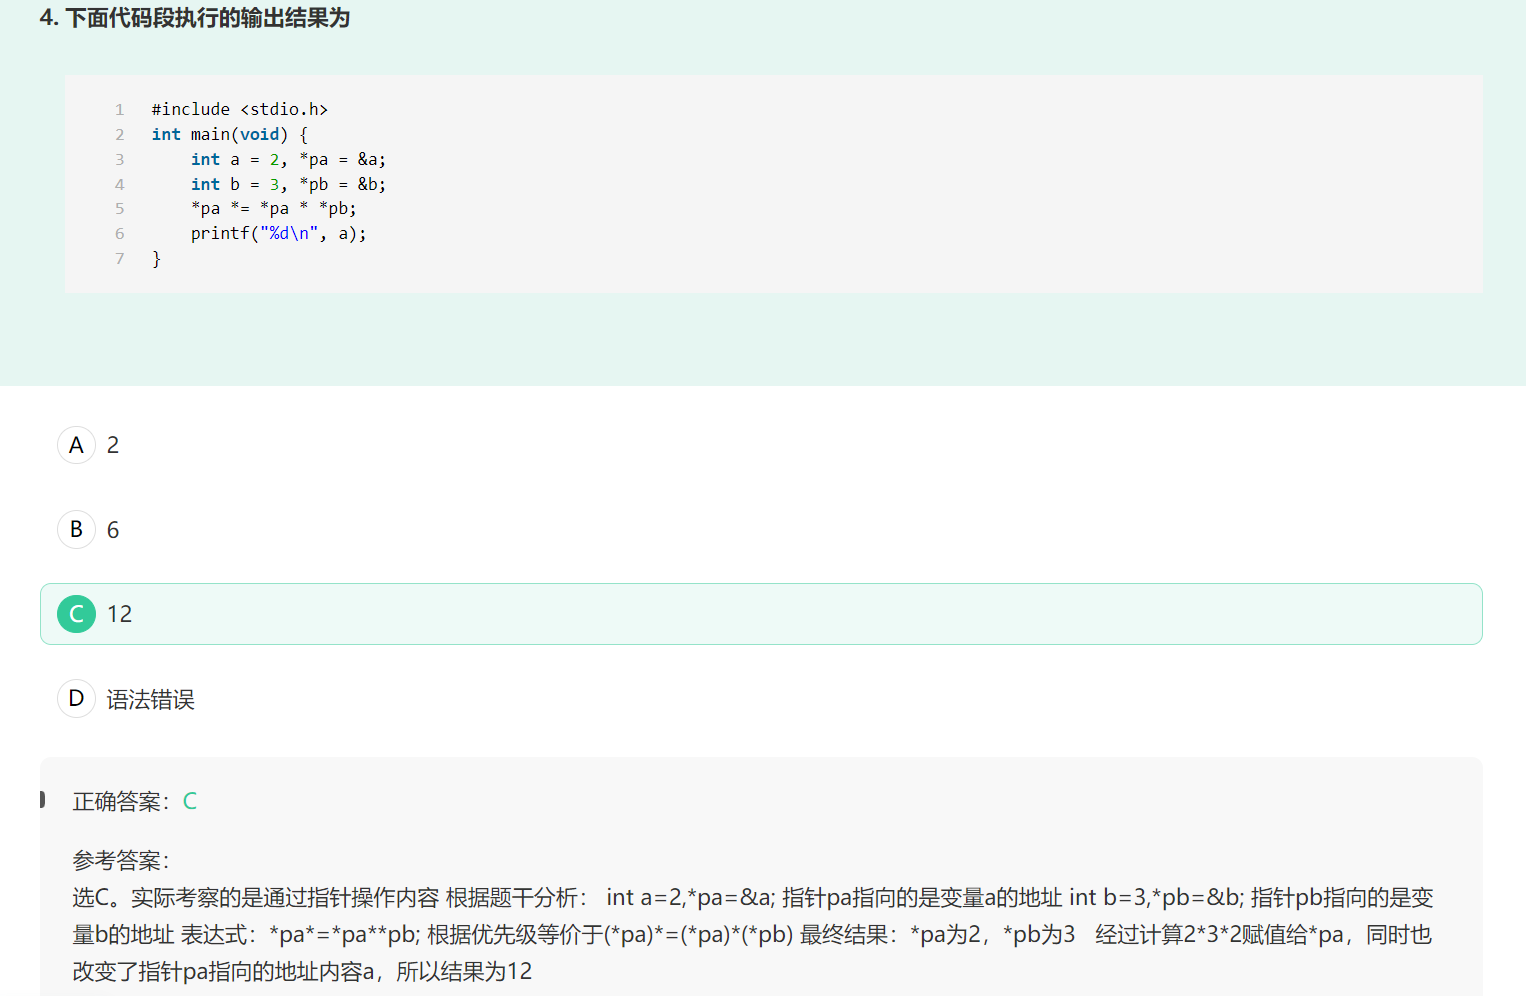 4. 下面代码段执行的输出结果为
1 #include <stdio.h>
2 int main(void) {
3     int a = 2, *pa = &a;
4     int b = 3, *pb = &b;
5     *pa *= *pa * *pb;
6     printf("%d\n", a);
7 }
A 2
B 6
C 12
D 语法错误
正确答案：C
参考答案：
选C。实际考察的是通过指针操作内容 根据题干分析： int a=2,*pa=&a; 指针pa指向的是变量a的地址 int b=3,*pb=&b; 指针pb指向的是变
量b的地址 表达式：*pa*=*pa**pb; 根据优先级等价于(*pa)*=(*pa)*(*pb) 最终结果：*pa为2，*pb为3 经过计算2*3*2赋值给*pa，同时也
改变了指针pa指向的地址内容a，所以结果为12